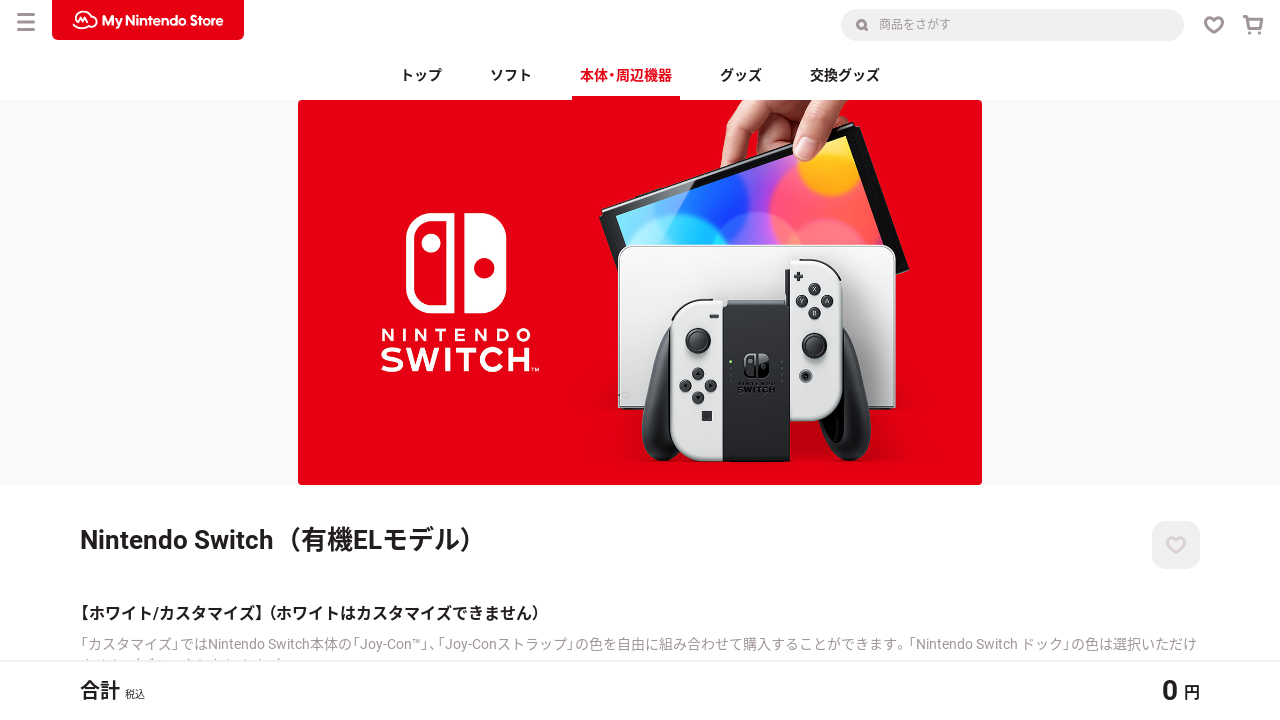 My Nintendo Store
商品をさがす
トップ
ソフト
本体・周辺機器
グッズ
交換グッズ
NINTENDO
SWITCH™
X
Y
A
B
NINTENDO
SWITCH
Nintendo Switch（有機ELモデル）
【ホワイト/カスタマイズ】（ホワイトはカスタマイズできません）
「カスタマイズ」ではNintendo Switch本体の「Joy-Con™」、「Joy-Conストラップ」の色を自由に組み合わせて購入することができます。「Nintendo Switch ドック」の色は選択いただけ
合計 税込
0 円